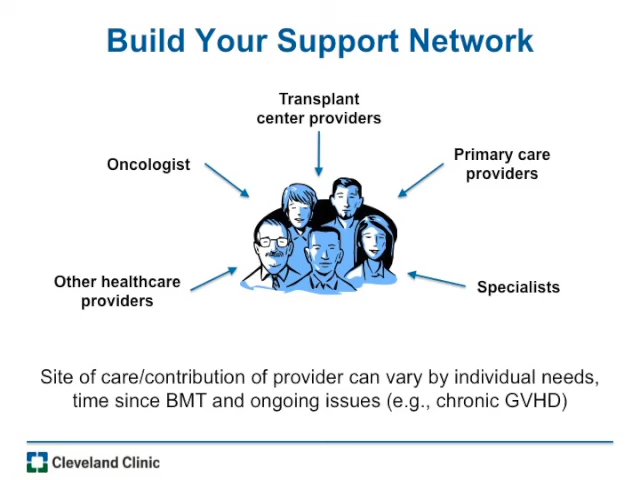 Build Your Support Network
Transplant
center providers
Oncologist
Primary care
providers
Other healthcare
providers
Specialists
Site of care/contribution of provider can vary by individual needs,
time since BMT and ongoing issues (e.g., chronic GVHD)
Cleveland Clinic